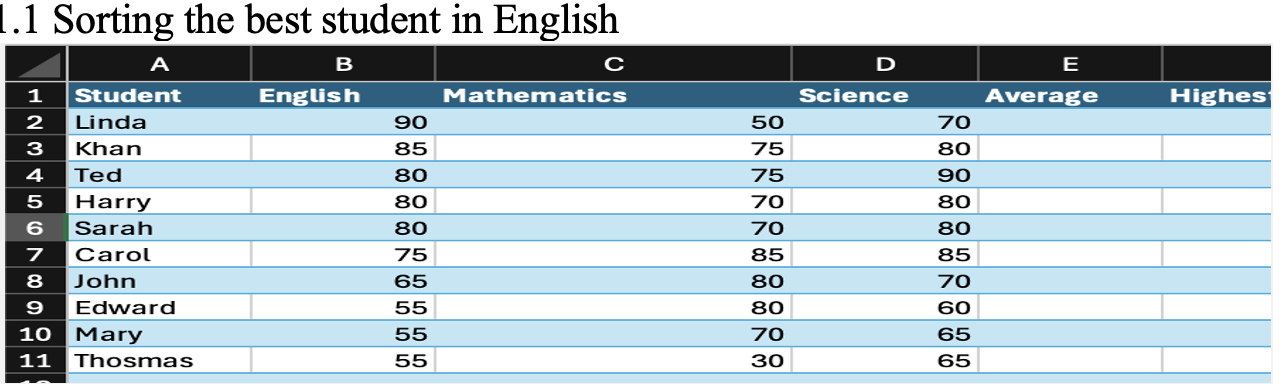 1.1 Sorting the best student in English
A B C D E
1 Student English Mathematics Science Average Highest
2 Linda 90 50 70
3 Khan 85 75 80
4 Ted 80 75 90
5 Harry 80 70 80
6 Sarah 80 70 80
7 Carol 75 85 85
8 John 65 80 70
9 Edward 55 80 60
10 Mary 55 70 65
11 Thosmas 55 30 65